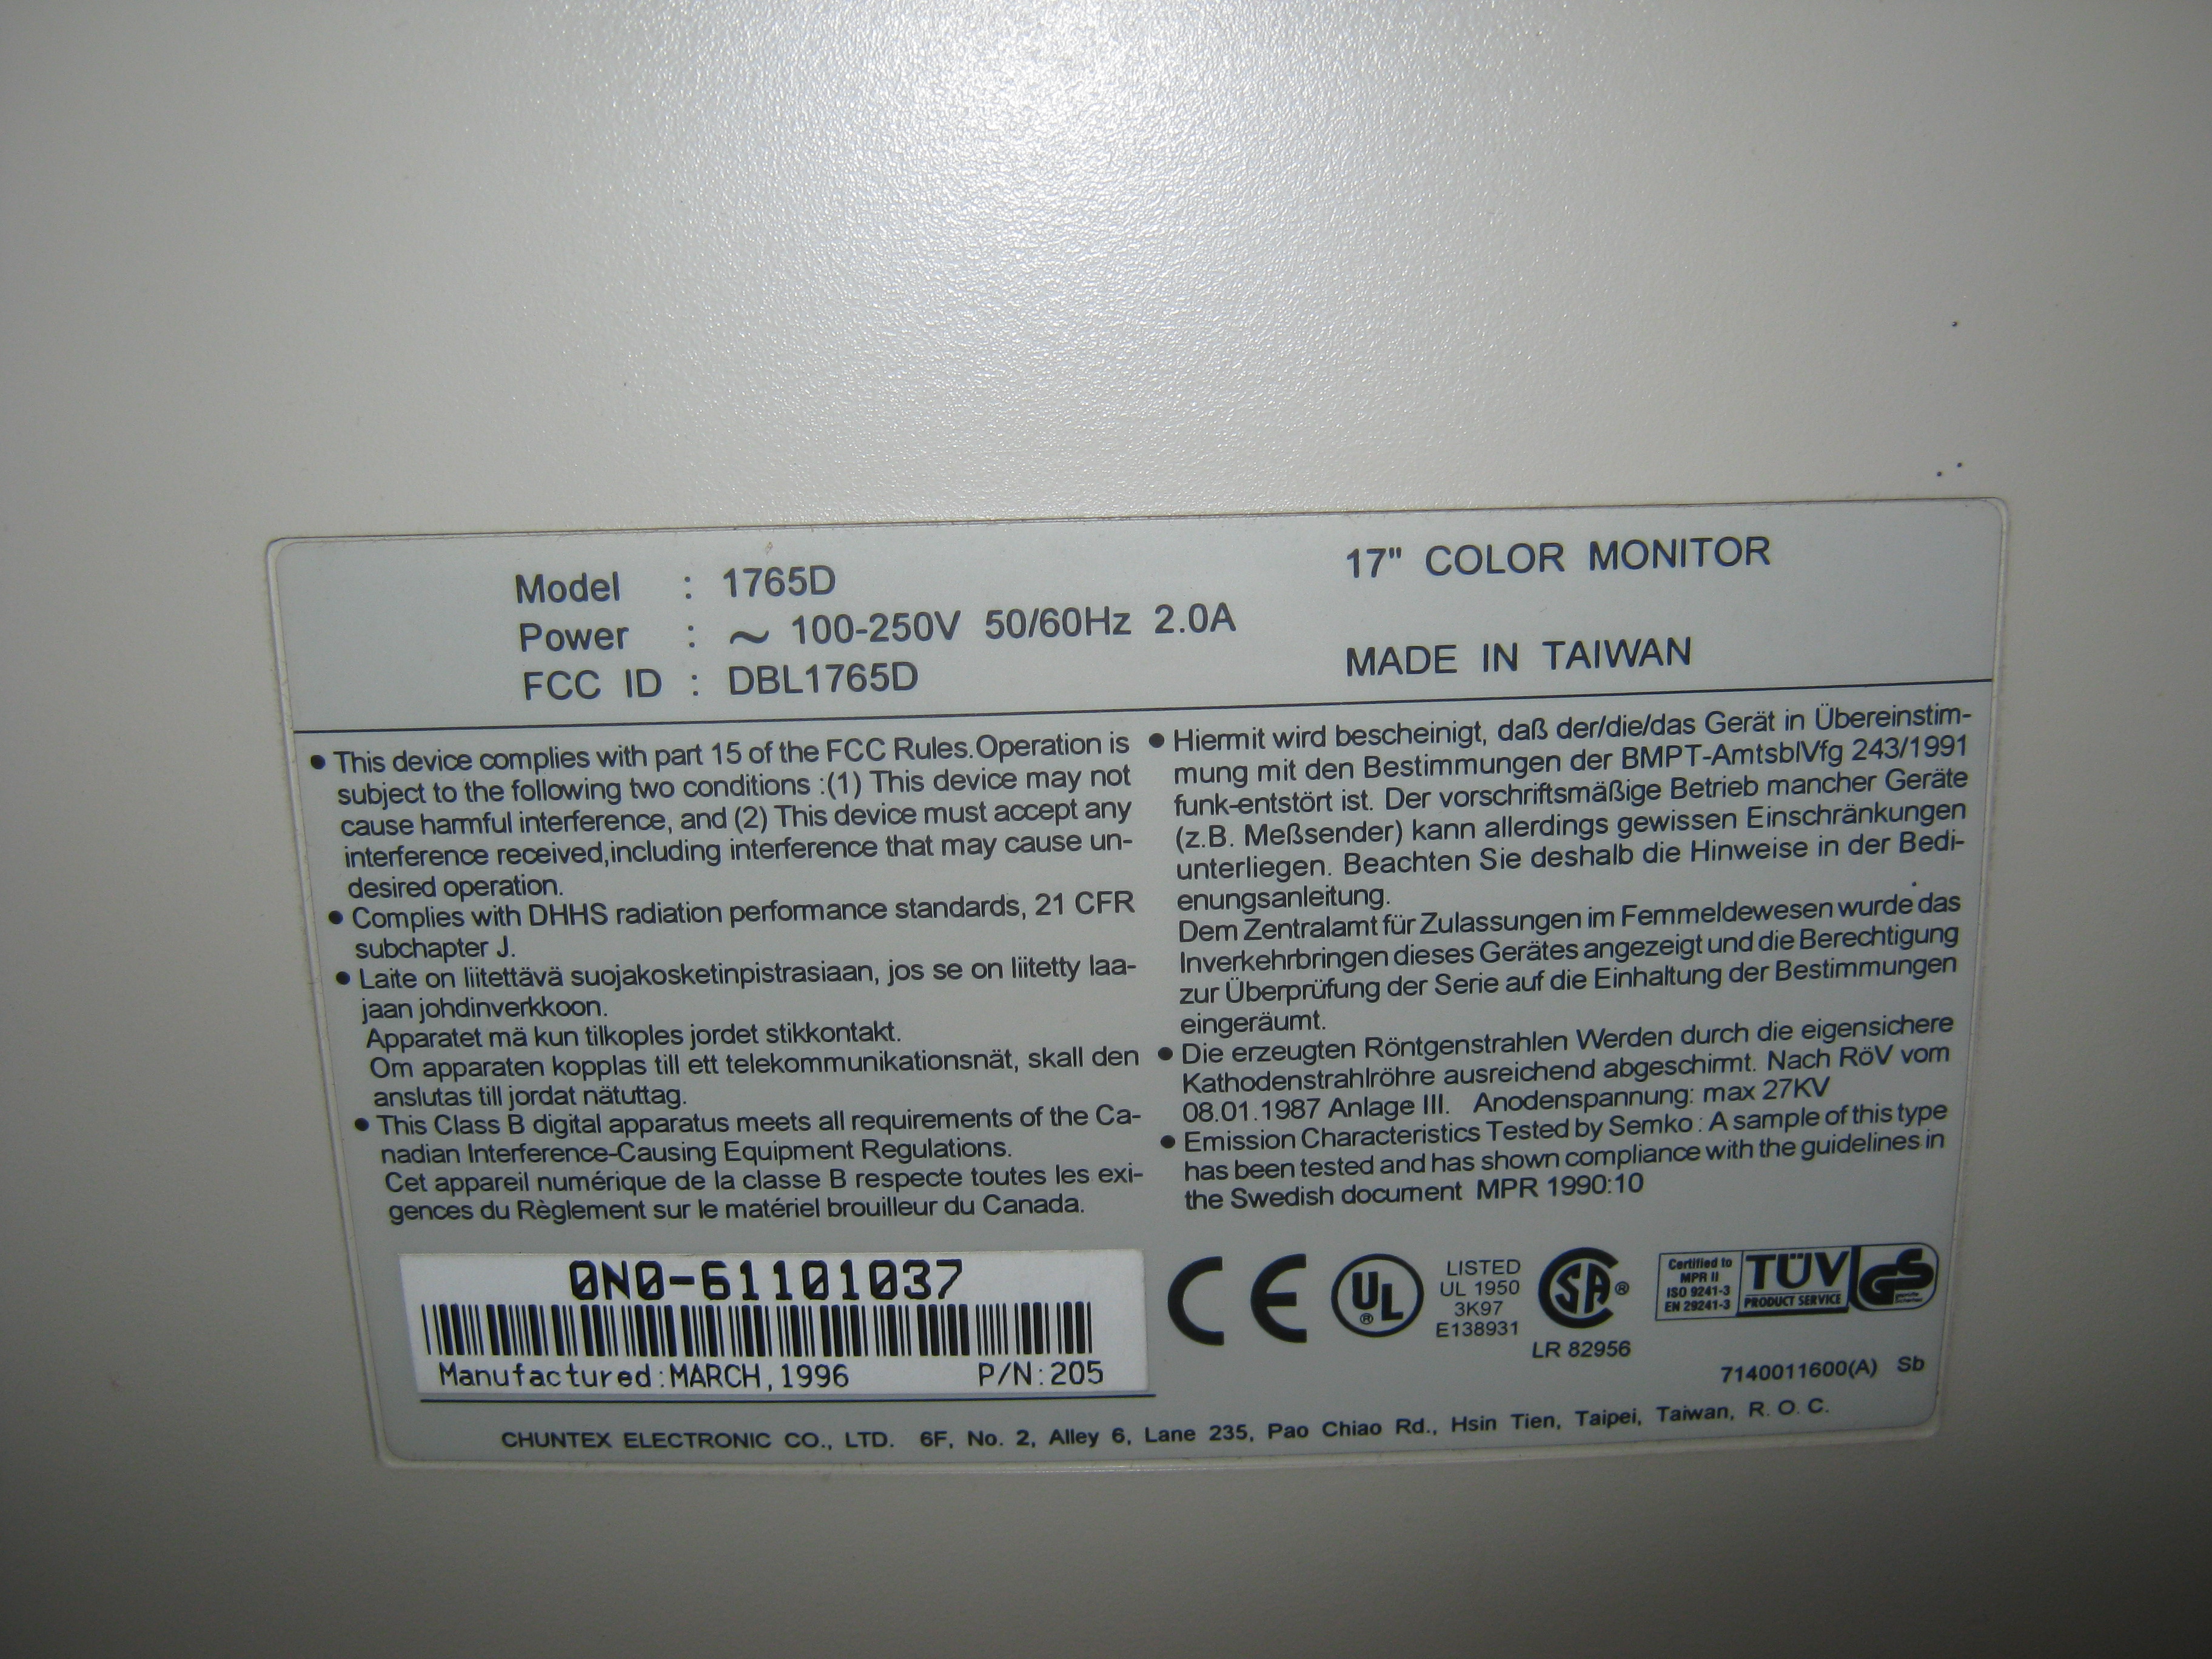 Model : 1765D
Power : ~ 100-250V 50/60Hz 2.0A
FCC ID : DBL1765D
17" COLOR MONITOR
MADE IN TAIWAN
● This device complies with part 15 of the FCC Rules.Operation is
subject to the following two conditions :(1) This device may not
cause harmful interference, and (2) This device must accept any
interference received,including interference that may cause un-
desired operation.
● Complies with DHHS radiation performance standards, 21 CFR
subchapter J.
● Laite on liitettävä suojakosketinpistrasiaan, jos se on liitetty laa-
jaan johdinverkkoon.
Apparatet mä kun tilkoples jordet stikkontakt.
Om apparaten kopplas till ett telekommunikationsnät, skall den
anslutas till jordat nätuttag.
● This Class B digital apparatus meets all requirements of the Ca-
nadian Interference-Causing Equipment Regulations.
Cet appareil numérique de la classe B respecte toutes les exi-
gences du Règlement sur le matériel brouilleur du Canada.
● Hiermit wird bescheinigt, daß der/die/das Gerät in Übereinstim-
mung mit den Bestimmungen der BMPT-AmtsblVfg 243/1991
funk-entstört ist. Der vorschriftsmäßige Betrieb mancher Geräte
(z.B. Meßsender) kann allerdings gewissen Einschränkungen
unterliegen. Beachten Sie deshalb die Hinweise in der Bedi-
enungsanleitung.
Dem Zentralamt für Zulassungen im Femmeldewesen wurde das
Inverkehrbringen dieses Gerätes angezeigt und die Berechtigung
zur Überprüfung der Serie auf die Einhaltung der Bestimmungen
eingeräumt.
● Die erzeugten Röntgenstrahlen Werden durch die eigensichere
Kathodenstrahlröhre ausreichend abgeschirmt. Nach RöV vom
08.01.1987 Anlage III. Anodenspannung: max 27KV
● Emission Characteristics Tested by Semko : A sample of this type
has been tested and has shown compliance with the guidelines in
the Swedish document MPR 1990:10
0N0-61101037
Manufactured:MARCH,1996 P/N:205
CE
UL ®
LISTED
UL 1950
3K97
E138931
SA ®
LR 82956
Certified to
MPR II
ISO 9241-3
EN 29241-3
TÜV
PRODUCT SERVICE
GS
7140011600(A) Sb
CHUNTEX ELECTRONIC CO., LTD. 6F, No. 2, Alley 6, Lane 235, Pao Chiao Rd., Hsin Tien, Taipei, Taiwan, R. O. C.